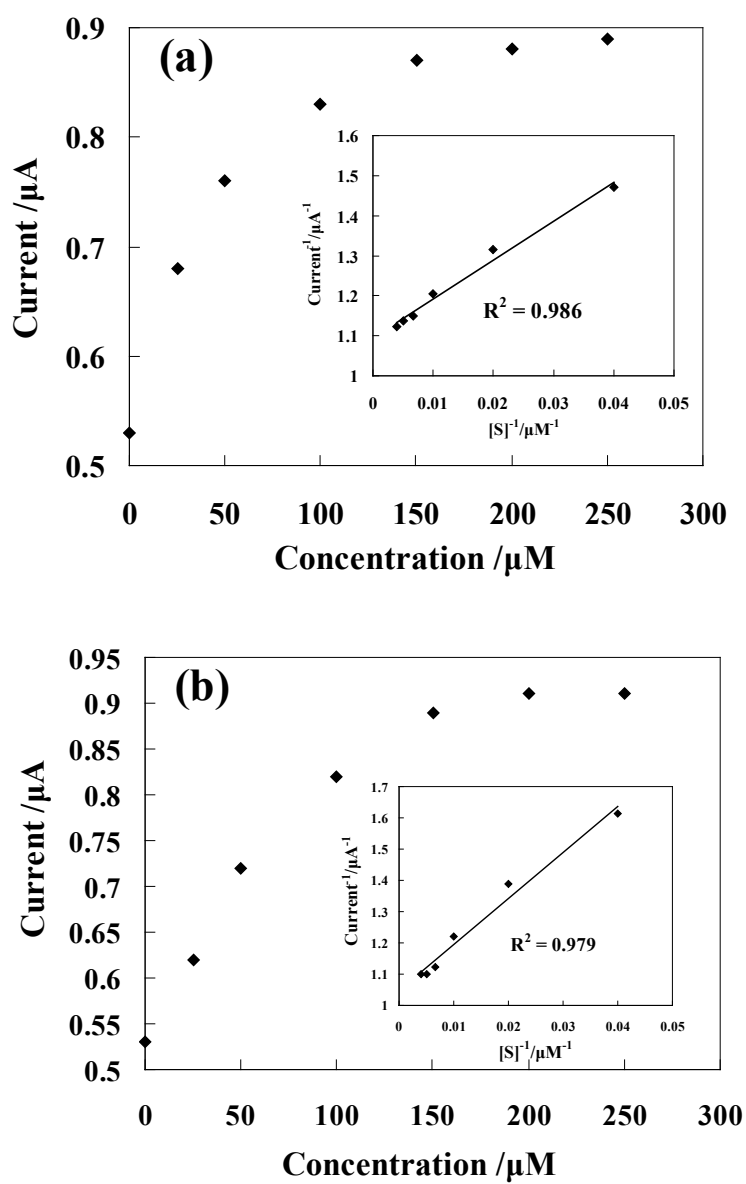 (a)
0.9
0.8
0.7
0.6
0.5
Current /µA
0 50 100 150 200 250 300
Concentration /µM
1.6
1.5
1.4
1.3
1.2
1.1
1
Current⁻¹/µA⁻¹
R² = 0.986
0 0.01 0.02 0.03 0.04 0.05
[S]⁻¹/µM⁻¹
(b)
0.95
0.9
0.85
0.8
0.75
0.7
0.65
0.6
0.55
0.5
Current /µA
0 50 100 150 200 250 300
Concentration /µM
1.7
1.6
1.5
1.4
1.3
1.2
1.1
1
Current⁻¹/µA⁻¹
R² = 0.979
0 0.01 0.02 0.03 0.04 0.05
[S]⁻¹/µM⁻¹